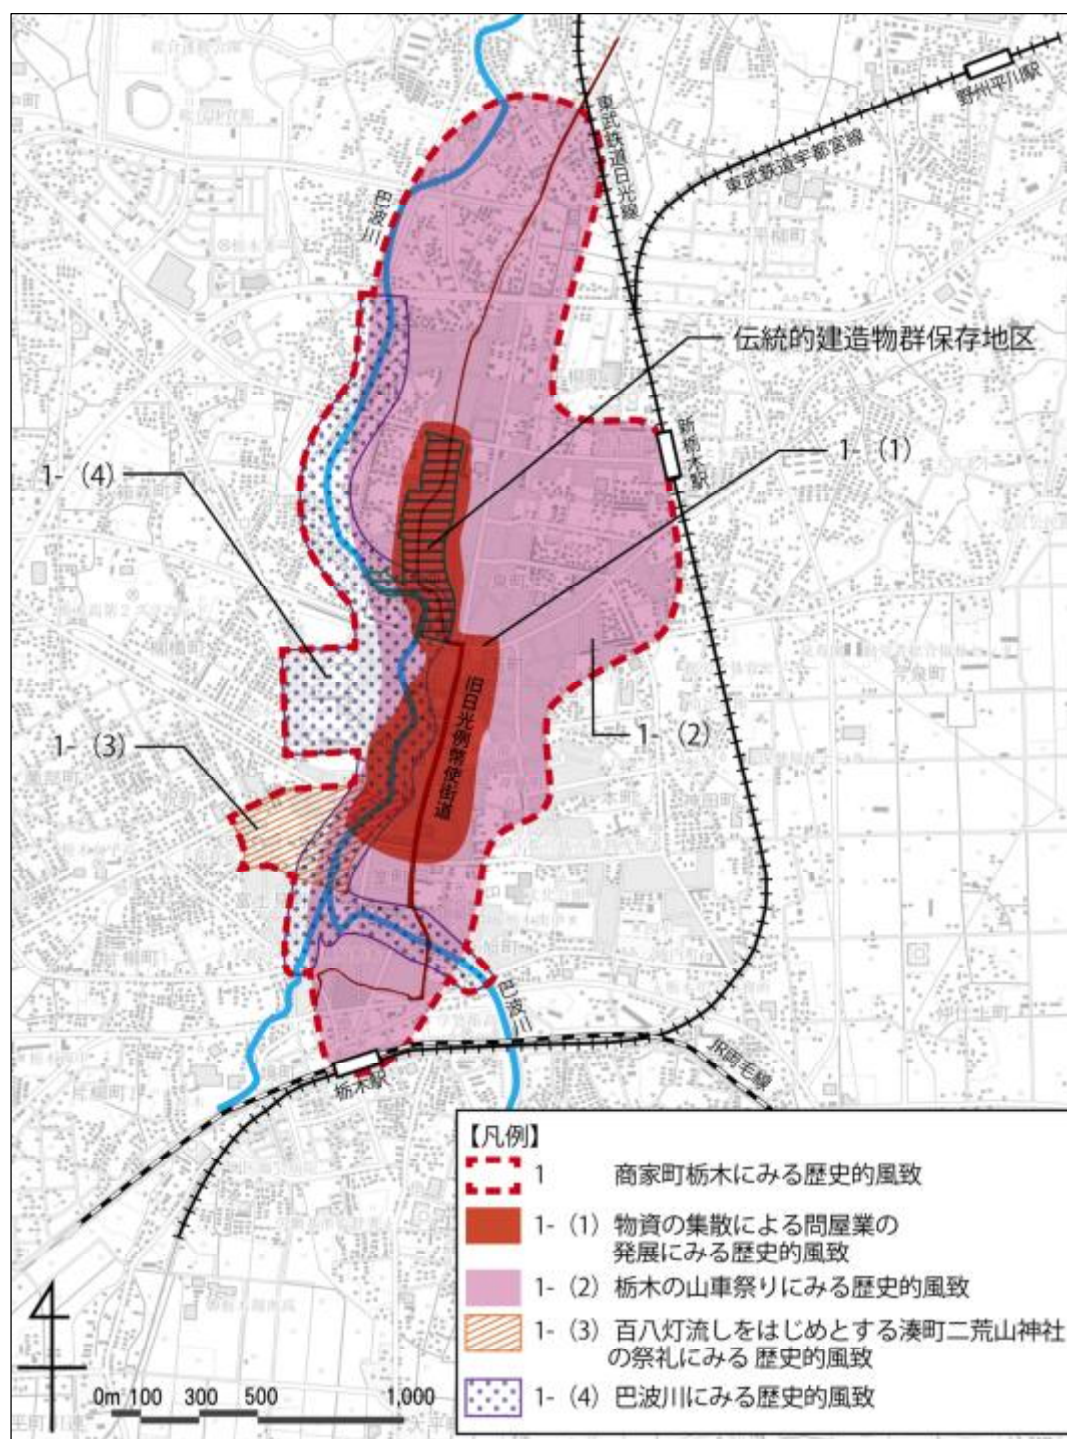 野州平川駅
東武鉄道宇都宮線
東武鉄道日光線
巴波川
平柳町
伝統的建造物群保存地区
新栃木駅
1-（1）
1-（4）
1-（2）
1-（3）
旧日光例幣使街道
本町
神田町
巴波川
JR両毛線
栃木駅
【凡例】
1 商家町栃木にみる歴史的風致
1-（1）物資の集散による問屋業の
発展にみる歴史的風致
1-（2）栃木の山車祭りにみる歴史的風致
1-（3）百八灯流しをはじめとする湊町二荒山神社
の祭礼にみる 歴史的風致
1-（4）巴波川にみる歴史的風致
0m 100 300 500 1,000